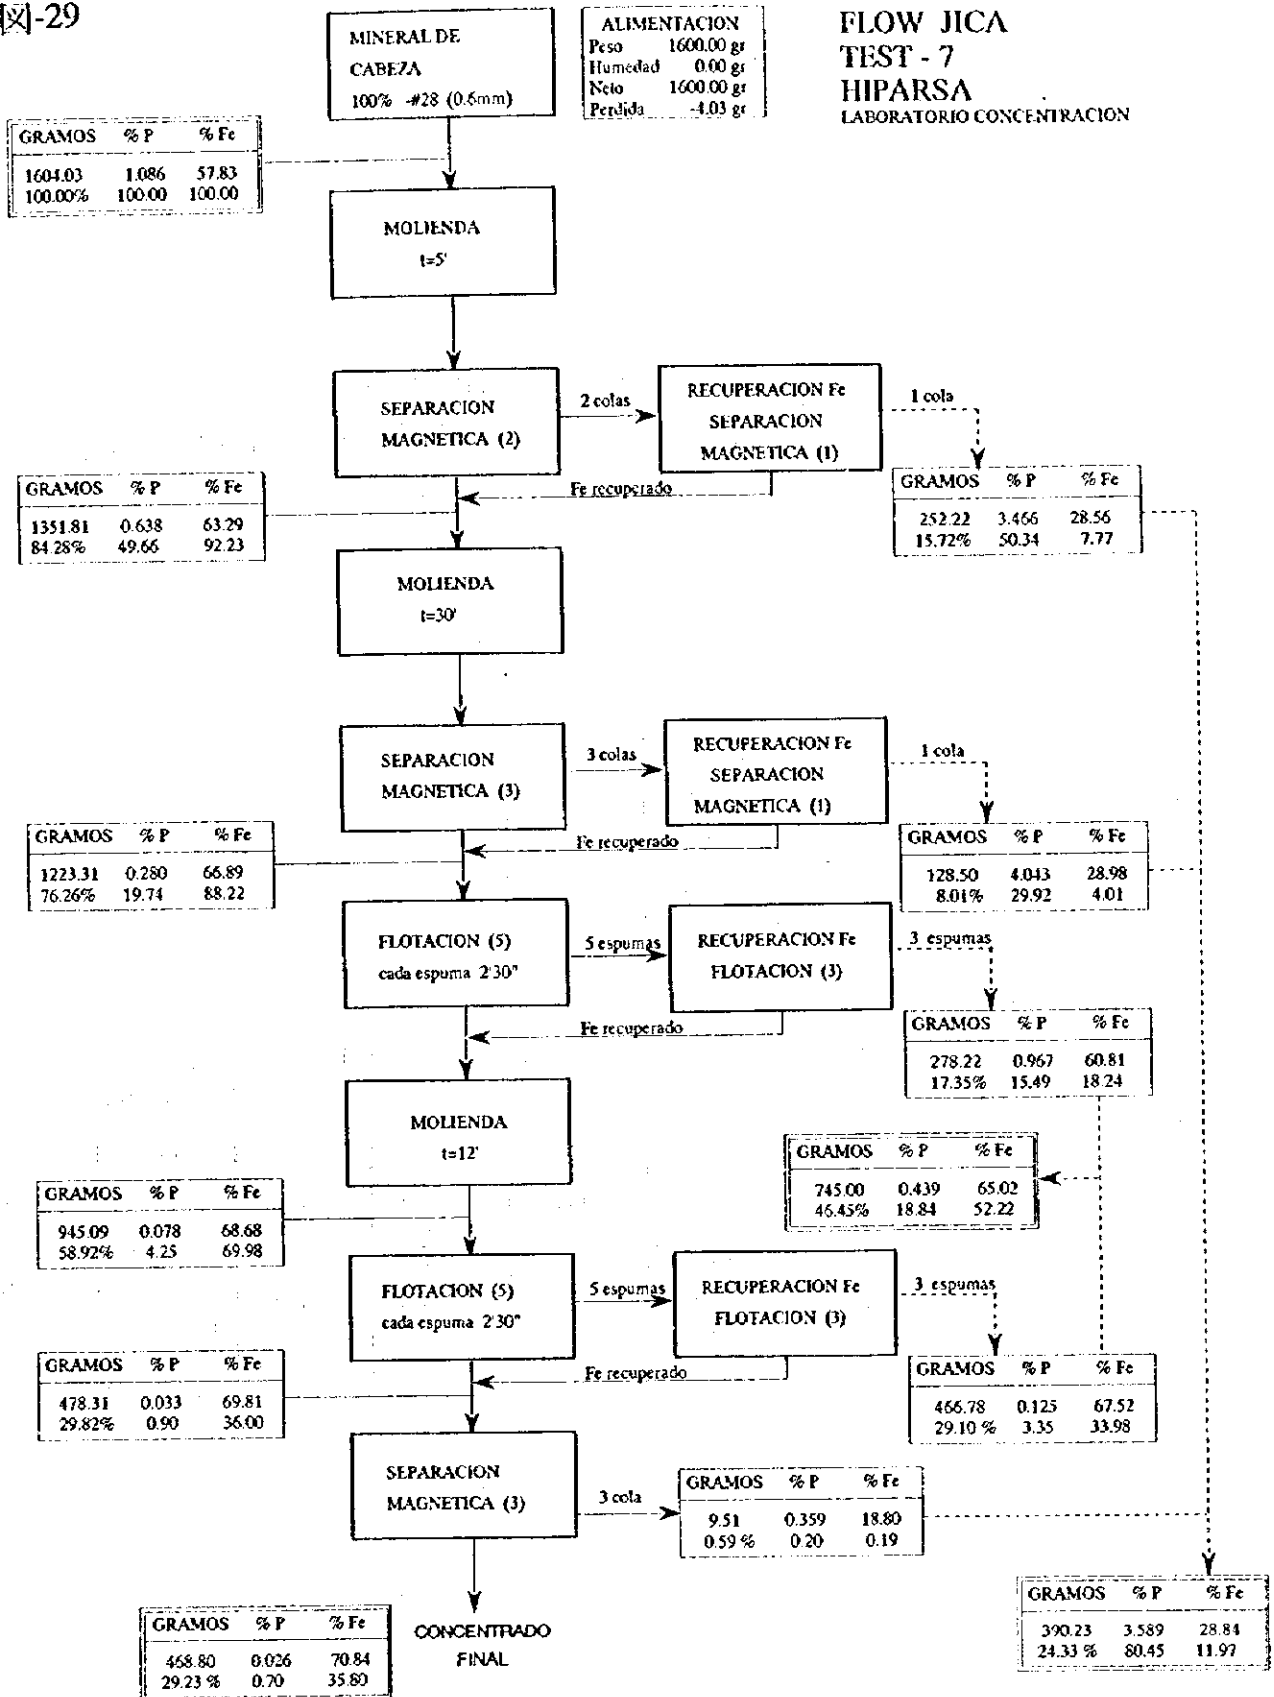 図-29
MINERAL DE
CABEZA
100% -#28 (0.6mm)
ALIMENTACION
Peso 1600.00 gr
Humedad 0.00 gr
Neto 1600.00 gr
Perdida -4.03 gr
FLOW JICA
TEST - 7
HIPARSA
LABORATORIO CONCENTRACION
GRAMOS % P % Fe
1604.03 1.086 57.83
100.00% 100.00 100.00
MOLIENDA
t=5'
SEPARACION
MAGNETICA (2)
2 colas
RECUPERACION Fe
SEPARACION
MAGNETICA (1)
1 cola
Fe recuperado
GRAMOS % P % Fe
1351.81 0.638 63.29
84.28% 49.66 92.23
GRAMOS % P % Fe
252.22 3.466 28.56
15.72% 50.34 7.77
MOLIENDA
t=30'
SEPARACION
MAGNETICA (3)
3 colas
RECUPERACION Fe
SEPARACION
MAGNETICA (1)
1 cola
Fe recuperado
GRAMOS % P % Fe
1223.31 0.280 66.89
76.26% 19.74 88.22
GRAMOS % P % Fe
128.50 4.043 28.98
8.01% 29.92 4.01
FLOTACION (5)
cada espuma 2'30"
5 espumas
RECUPERACION Fe
FLOTACION (3)
3 espumas
Fe recuperado
GRAMOS % P % Fe
278.22 0.967 60.81
17.35% 15.49 18.24
MOLIENDA
t=12'
GRAMOS % P % Fe
745.00 0.439 65.02
46.45% 18.84 52.22
GRAMOS % P % Fe
945.09 0.078 68.68
58.92% 4.25 69.98
FLOTACION (5)
cada espuma 2'30"
5 espumas
RECUPERACION Fe
FLOTACION (3)
3 espumas
Fe recuperado
GRAMOS % P % Fe
478.31 0.033 69.81
29.82% 0.90 36.00
GRAMOS % P % Fe
466.78 0.125 67.52
29.10 % 3.35 33.98
SEPARACION
MAGNETICA (3)
3 cola
GRAMOS % P % Fe
9.51 0.359 18.80
0.59 % 0.20 0.19
GRAMOS % P % Fe
390.23 3.589 28.84
24.33 % 80.45 11.97
GRAMOS % P % Fe
468.80 0.026 70.84
29.23 % 0.70 35.80
CONCENTRADO
FINAL